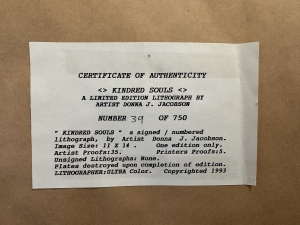 CERTIFICATE OF AUTHENTICITY
<> KINDRED SOULS <>
A LIMITED EDITION LITHOGRAPH BY
ARTIST DONNA J. JACOBSON
NUMBER 39 OF 750
" KINDRED SOULS " a signed / numbered
lithograph, by Artist Donna J. Jacobson.
Image Size: 11 X 14 . One edition only.
Artist Proofs:35. Printers Proofs:5.
Unsigned Lithographs: None.
Plates destroyed upon completion of edition.
LITHOGRAPHER:ULTRA Color. Copyrighted 1993